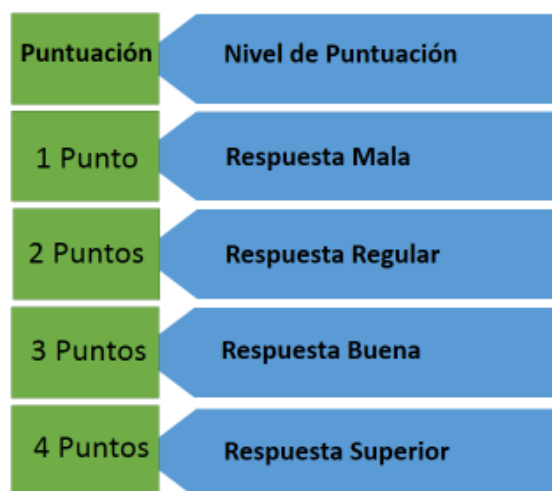 Puntuación Nivel de Puntuación
1 Punto Respuesta Mala
2 Puntos Respuesta Regular
3 Puntos Respuesta Buena
4 Puntos Respuesta Superior